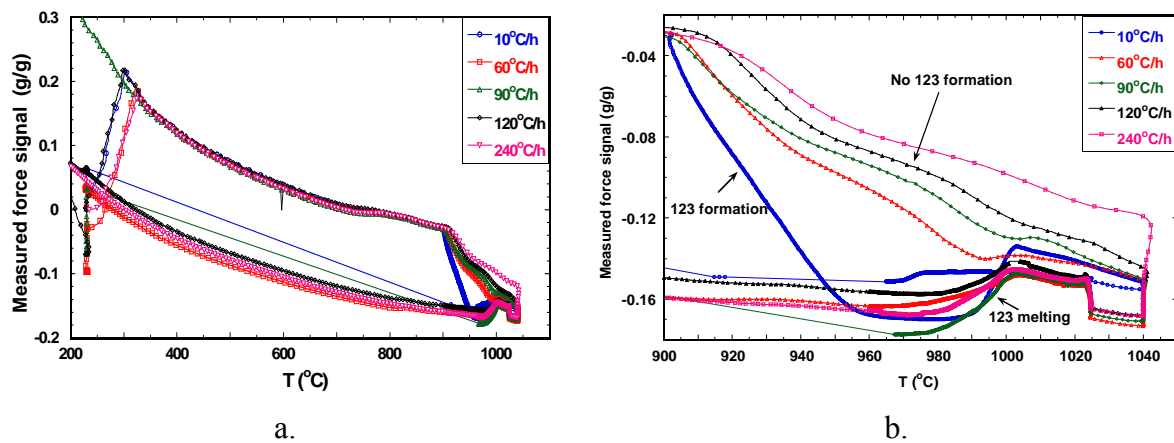 0.3
0.2
0.1
0
-0.1
-0.2
Measured force signal (g/g)
200
400
600
800
1000
T (°C)
10°C/h
60°C/h
90°C/h
120°C/h
240°C/h
a.
-0.04
-0.08
-0.12
-0.16
Measured force signal (g/g)
900
920
940
960
980
1000
1020
1040
T (°C)
10°C/h
60°C/h
90°C/h
120°C/h
240°C/h
No 123 formation
123 formation
123 melting
b.